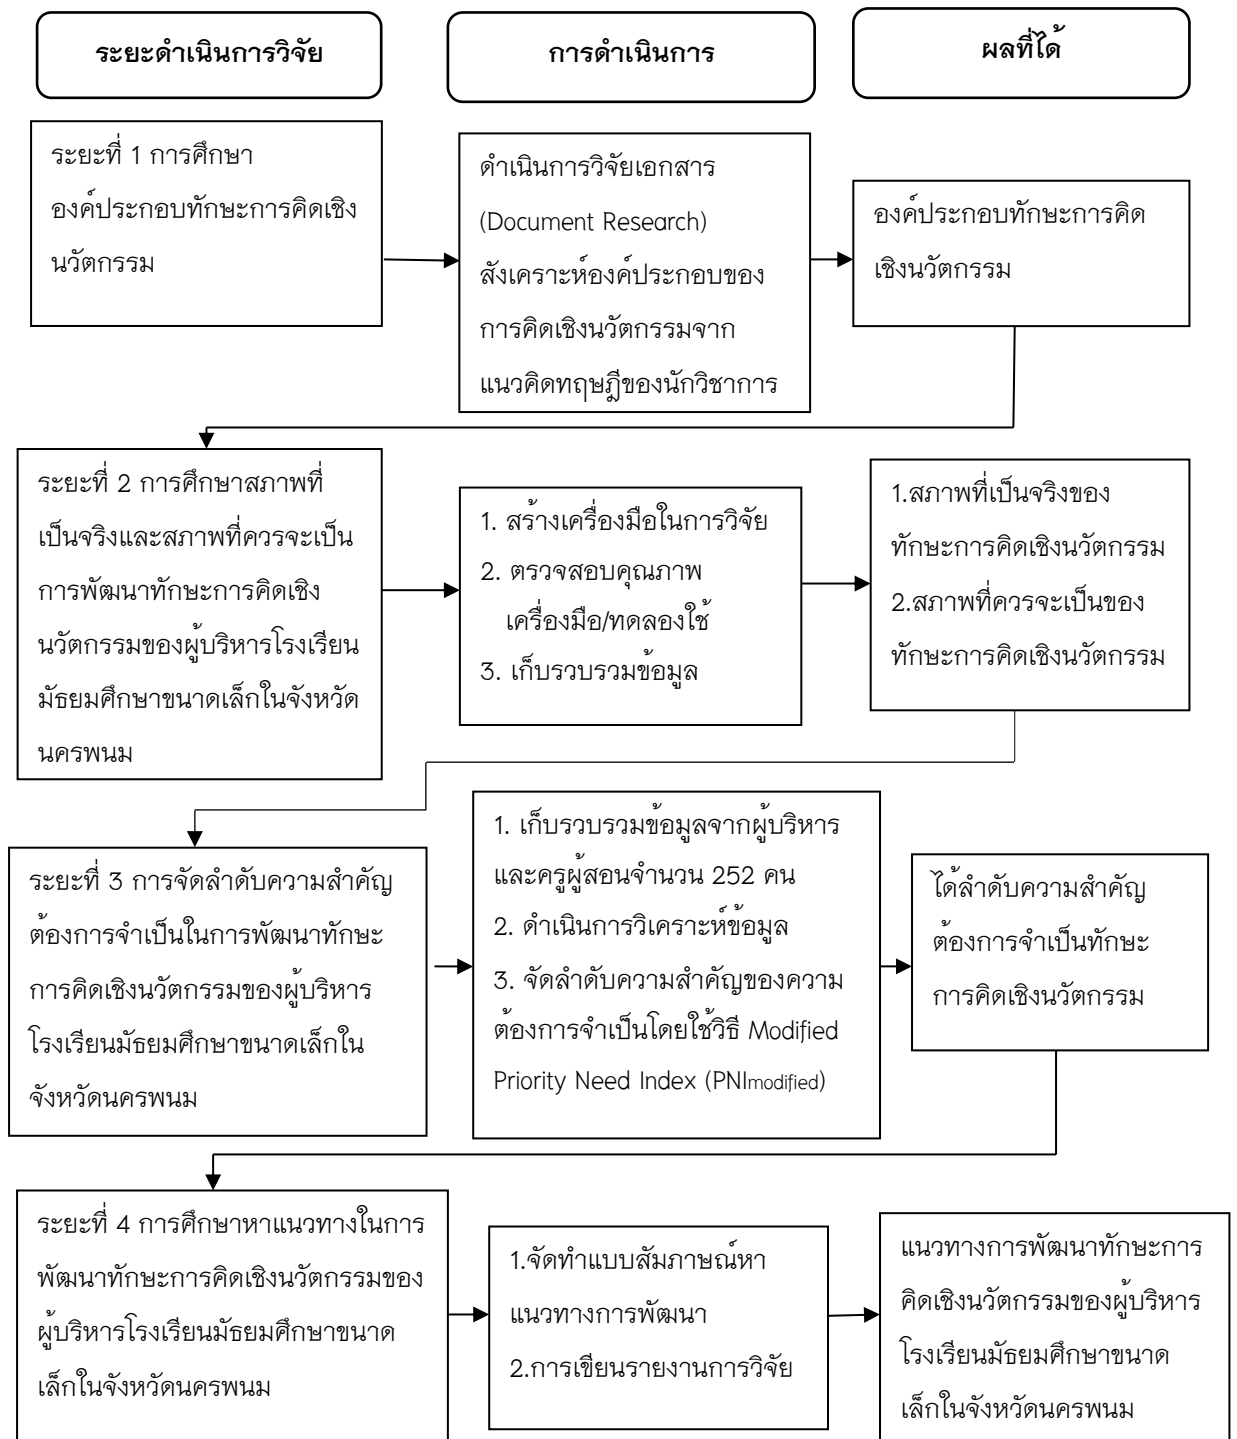 ระยะดำเนินการวิจัย
การดำเนินการ
ผลที่ได้
ระยะที่ 1 การศึกษา
องค์ประกอบทักษะการคิดเชิง
นวัตกรรม
ดำเนินการวิจัยเอกสาร
(Document Research)
สังเคราะห์องค์ประกอบของ
การคิดเชิงนวัตกรรมจาก
แนวคิดทฤษฎีของนักวิชาการ
องค์ประกอบทักษะการคิด
เชิงนวัตกรรม
ระยะที่ 2 การศึกษาสภาพที่
เป็นจริงและสภาพที่ควรจะเป็น
การพัฒนาทักษะการคิดเชิง
นวัตกรรมของผู้บริหารโรงเรียน
มัธยมศึกษาขนาดเล็กในจังหวัด
นครพนม
1. สร้างเครื่องมือในการวิจัย
2. ตรวจสอบคุณภาพ
เครื่องมือ/ทดลองใช้
3. เก็บรวบรวมข้อมูล
1.สภาพที่เป็นจริงของ
ทักษะการคิดเชิงนวัตกรรม
2.สภาพที่ควรจะเป็นของ
ทักษะการคิดเชิงนวัตกรรม
ระยะที่ 3 การจัดลำดับความสำคัญ
ต้องการจำเป็นในการพัฒนาทักษะ
การคิดเชิงนวัตกรรมของผู้บริหาร
โรงเรียนมัธยมศึกษาขนาดเล็กใน
จังหวัดนครพนม
1. เก็บรวบรวมข้อมูลจากผู้บริหาร
และครูผู้สอนจำนวน 252 คน
2. ดำเนินการวิเคราะห์ข้อมูล
3. จัดลำดับความสำคัญของความ
ต้องการจำเป็นโดยใช้วิธี Modified
Priority Need Index (PNImodified)
ได้ลำดับความสำคัญ
ต้องการจำเป็นทักษะ
การคิดเชิงนวัตกรรม
ระยะที่ 4 การศึกษาหาแนวทางในการ
พัฒนาทักษะการคิดเชิงนวัตกรรมของ
ผู้บริหารโรงเรียนมัธยมศึกษาขนาด
เล็กในจังหวัดนครพนม
1.จัดทำแบบสัมภาษณ์หา
แนวทางการพัฒนา
2.การเขียนรายงานการวิจัย
แนวทางการพัฒนาทักษะการ
คิดเชิงนวัตกรรมของผู้บริหาร
โรงเรียนมัธยมศึกษาขนาด
เล็กในจังหวัดนครพนม